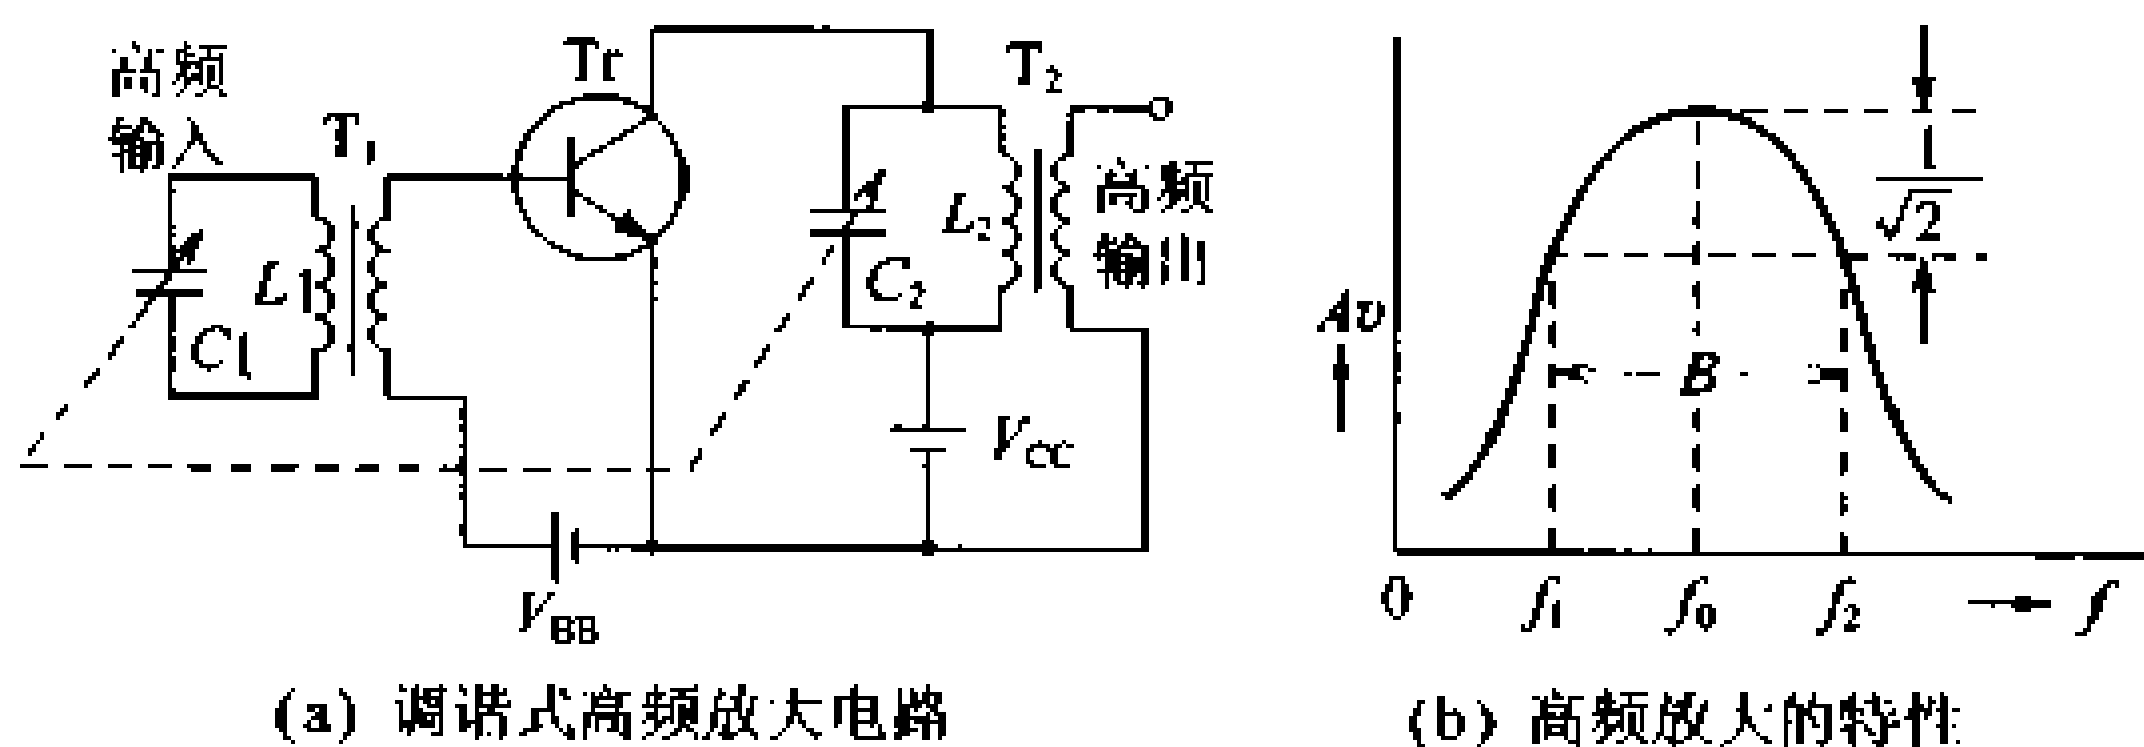 高频
输入
T₁
Tr
T₂
高频
输出
L1
C1
C₂
L₂
V_CC
V_BB
(a) 调谐式高频放大电路
1
√2
Av
B
0
f₁
f₀
f₂
f
(b) 高频放大的特性